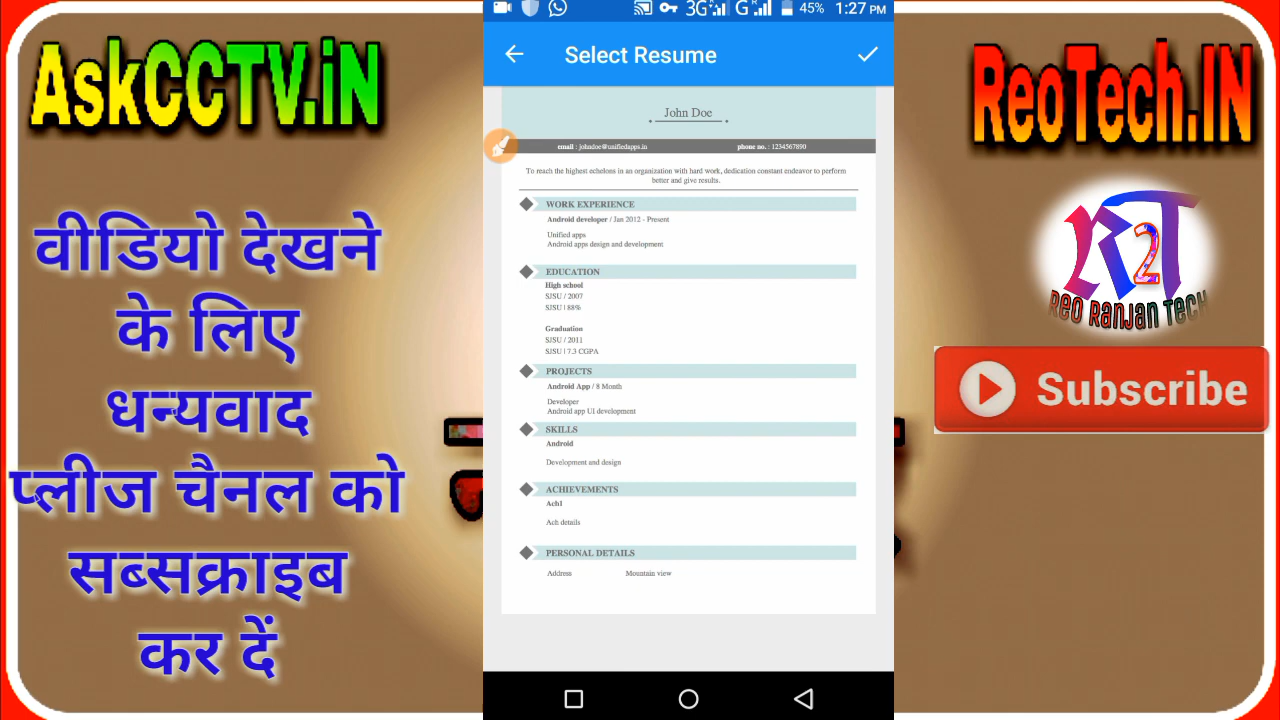 AskCCTV.iN
वीडियो देखने
के लिए
धन्यवाद
प्लीज चैनल को
सब्सक्राइब
कर दें
3G G R 45% 1:27 PM
Select Resume
John Doe
email : johndoe@unifiedapps.in phone no. : 1234567890
To reach the highest echelons in an organization with hard work, dedication constant endeavor to perform
better and give results.
WORK EXPERIENCE
Android developer / Jan 2012 - Present
Unified apps
Android apps design and development
EDUCATION
High school
SJSU / 2007
SJSU | 88%
Graduation
SJSU / 2011
SJSU | 7.3 CGPA
PROJECTS
Android App / 8 Month
Developer
Android app UI development
SKILLS
Android
Development and design
ACHIEVEMENTS
Ach1
Ach details
PERSONAL DETAILS
Address Mountain view
ReoTech.IN
R2T
REO RANJAN TECH
Subscribe